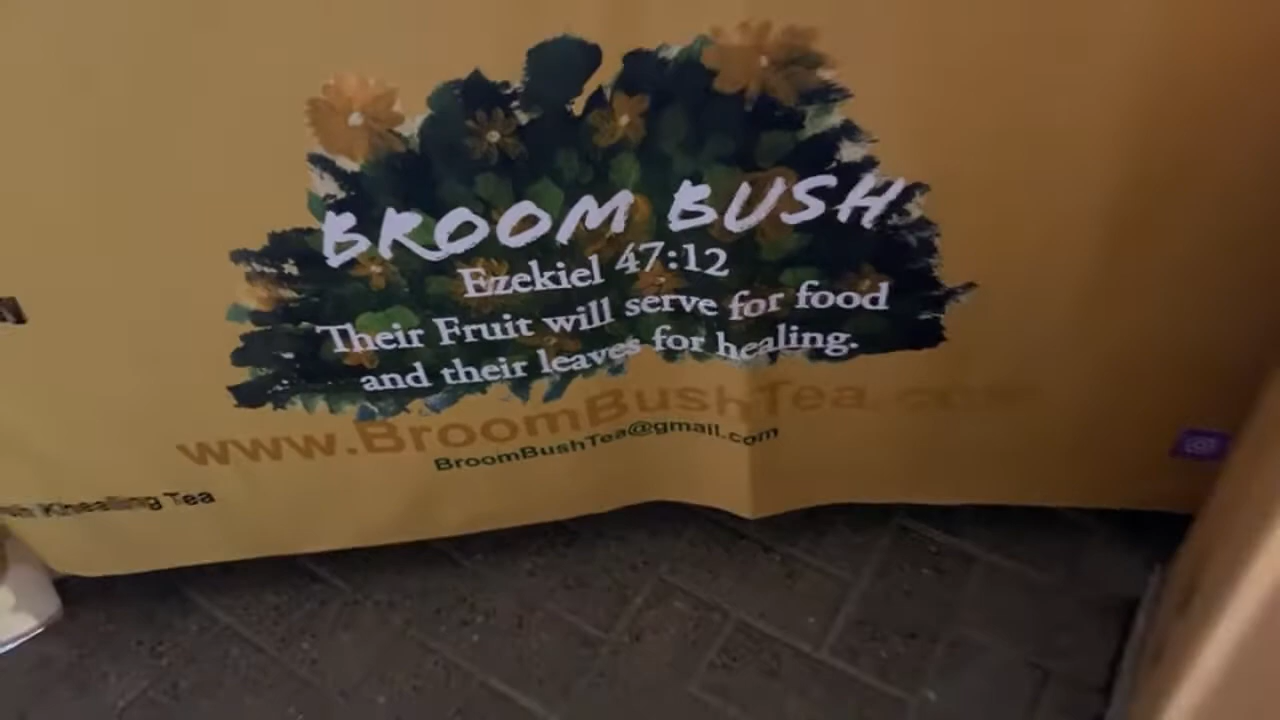 BROOM BUSH
Ezekiel 47:12
Their Fruit will serve for food
and their leaves for healing.
www.BroomBushTea.com
BroomBushTea@gmail.com
Tea